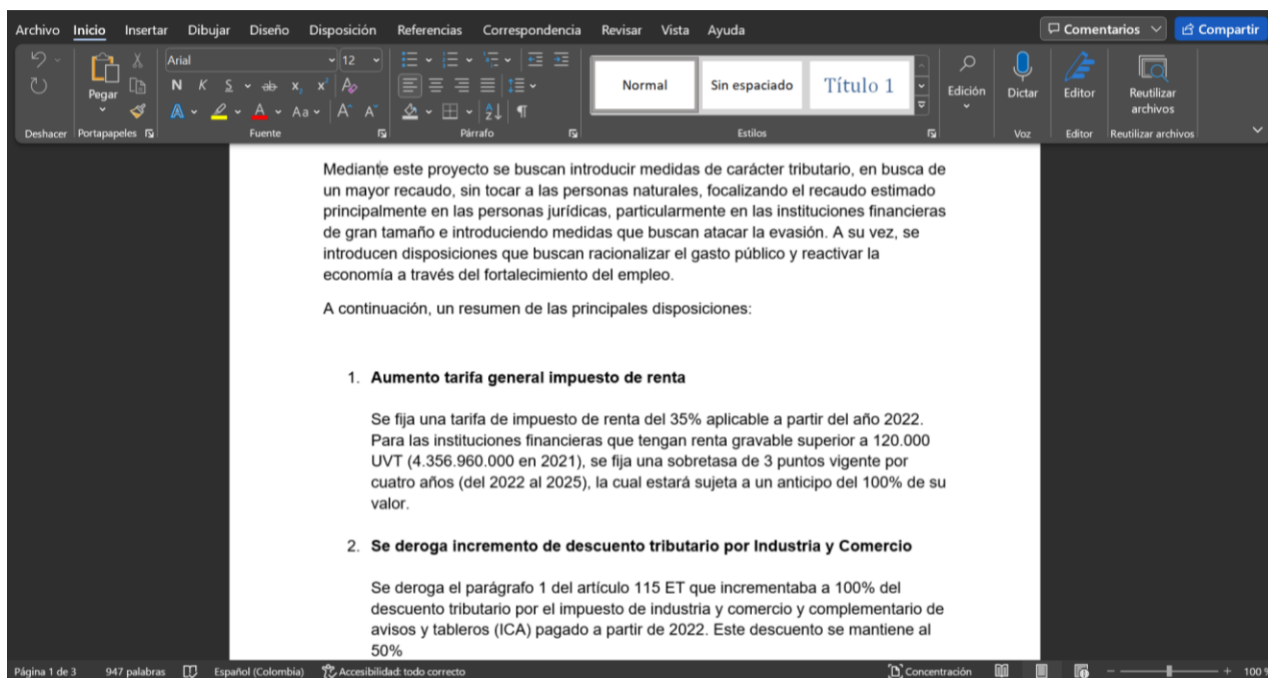 Archivo Inicio Insertar Dibujar Diseño Disposición Referencias Correspondencia Revisar Vista Ayuda Comentarios Compartir
Arial 12
N K S ab x, x² A
Pegar
A A Aa A^ A˅
Normal Sin espaciado Título 1
Edición Dictar Editor Reutilizar archivos
Deshacer Portapapeles Fuente Párrafo Estilos Voz Editor Reutilizar archivos
Mediante este proyecto se buscan introducir medidas de carácter tributario, en busca de
un mayor recaudo, sin tocar a las personas naturales, focalizando el recaudo estimado
principalmente en las personas jurídicas, particularmente en las instituciones financieras
de gran tamaño e introduciendo medidas que buscan atacar la evasión. A su vez, se
introducen disposiciones que buscan racionalizar el gasto público y reactivar la
economía a través del fortalecimiento del empleo.
A continuación, un resumen de las principales disposiciones:
1. Aumento tarifa general impuesto de renta
Se fija una tarifa de impuesto de renta del 35% aplicable a partir del año 2022.
Para las instituciones financieras que tengan renta gravable superior a 120.000
UVT (4.356.960.000 en 2021), se fija una sobretasa de 3 puntos vigente por
cuatro años (del 2022 al 2025), la cual estará sujeta a un anticipo del 100% de su
valor.
2. Se deroga incremento de descuento tributario por Industria y Comercio
Se deroga el parágrafo 1 del artículo 115 ET que incrementaba a 100% del
descuento tributario por el impuesto de industria y comercio y complementario de
avisos y tableros (ICA) pagado a partir de 2022. Este descuento se mantiene al
50%
Página 1 de 3 947 palabras Español (Colombia) Accesibilidad: todo correcto Concentración 100 %